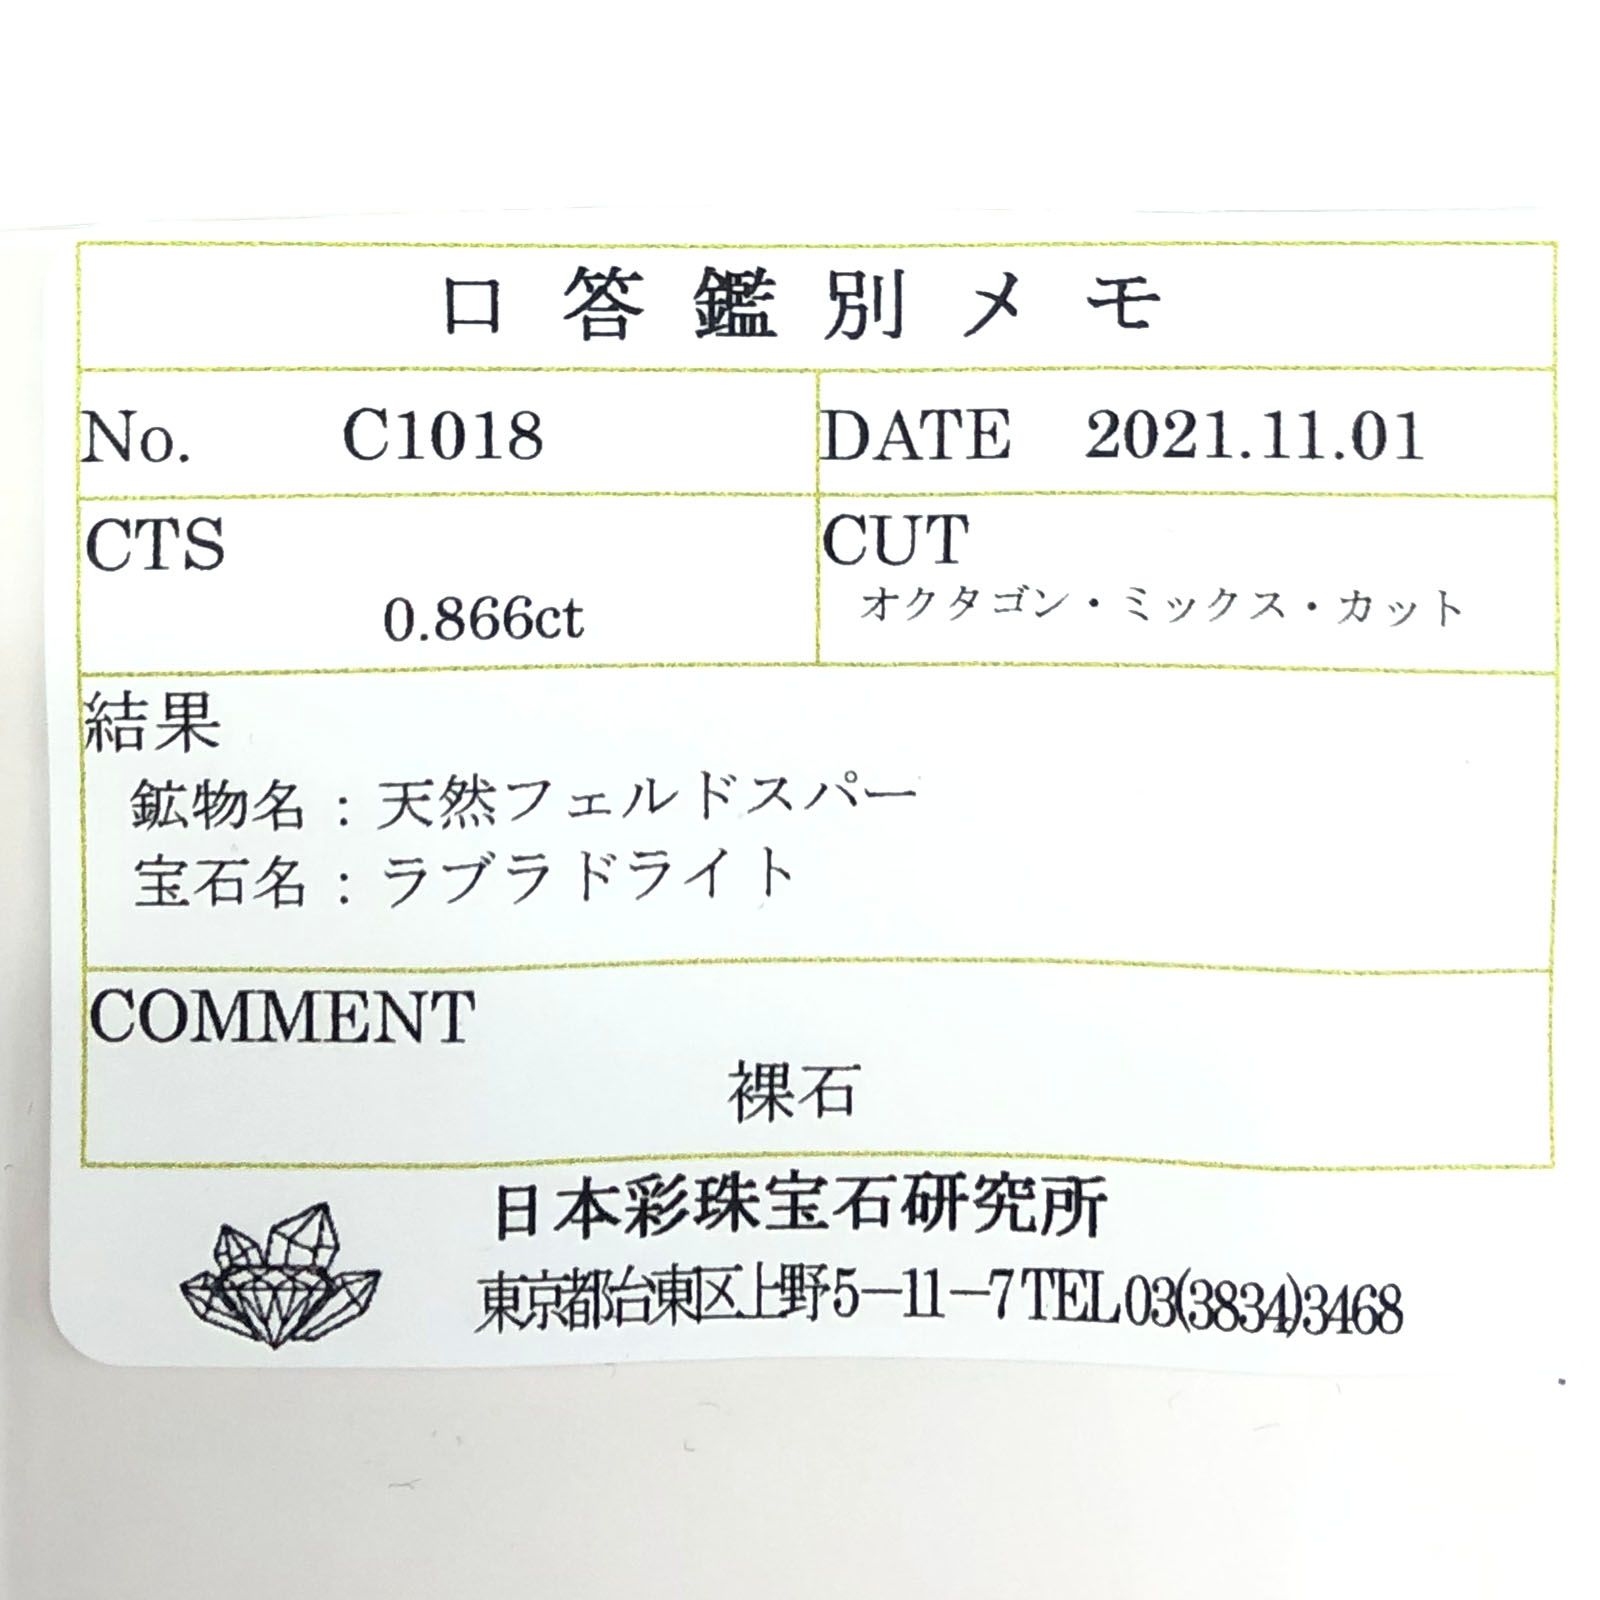 口答鑑別メモ
No. C1018 DATE 2021.11.01
CTS CUT
0.866ct オクタゴン・ミックス・カット
結果
鉱物名：天然フェルドスパー
宝石名：ラブラドライト
COMMENT
裸石
日本彩珠宝石研究所
東京都台東区上野5－11－7 TEL 03(3834)3468